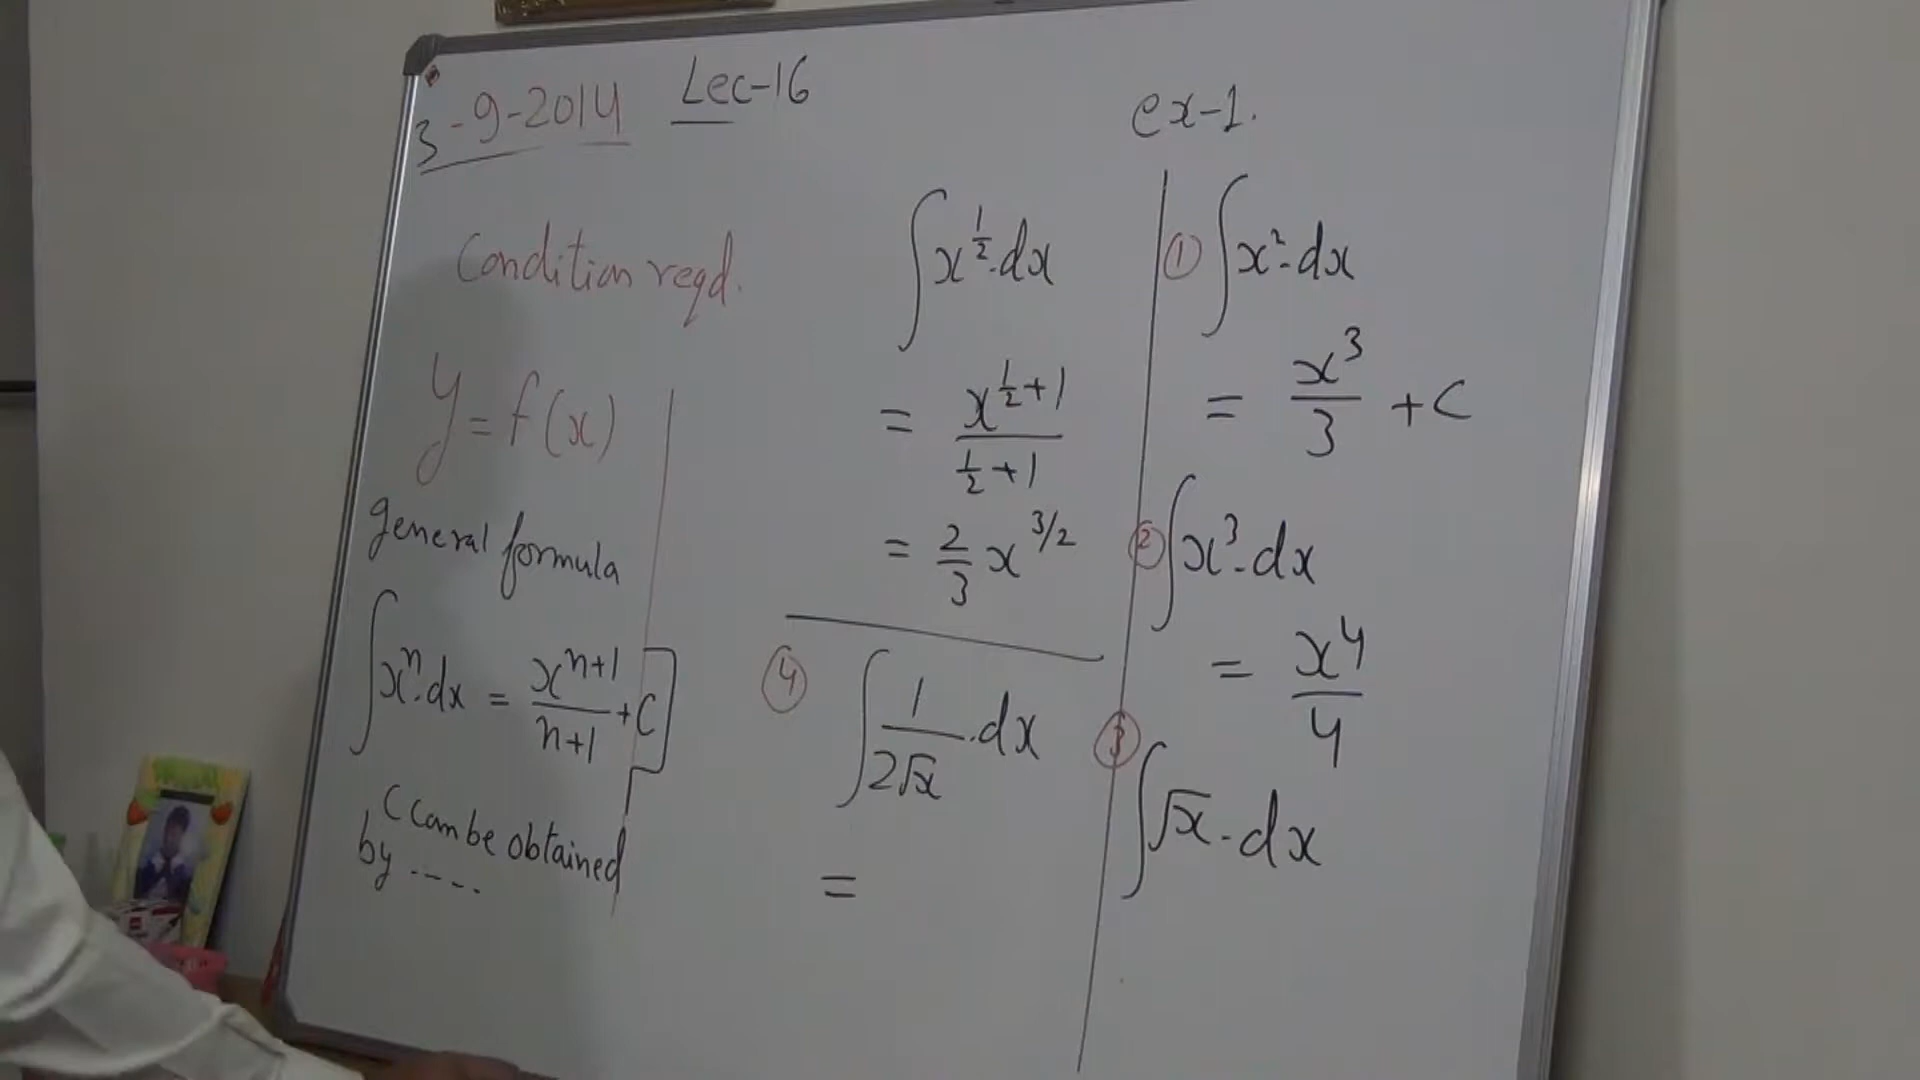 3-9-2014 Lec-16
Condition reqd.
y = f(x)
general formula
∫xⁿ.dx = xⁿ⁺¹/n+1 + C
C can be obtained
by -----
∫x^½.dx
= x^(½+1)/(½+1)
= 2/3 x^3/2
④ ∫1/2√x .dx
=
ex-1.
① ∫x².dx
= x³/3 + C
② ∫x³.dx
= x⁴/4
③ ∫√x.dx